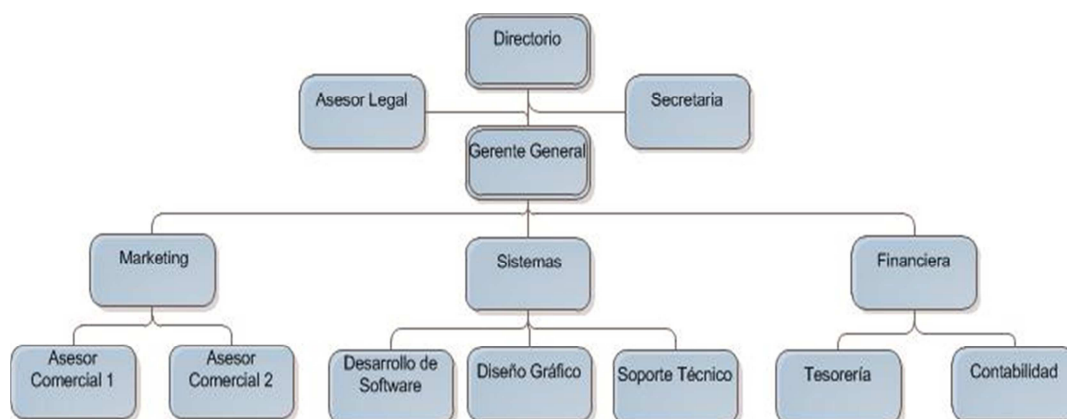 Directorio
Asesor Legal
Secretaria
Gerente General
Marketing
Sistemas
Financiera
Asesor
Comercial 1
Asesor
Comercial 2
Desarrollo de
Software
Diseño Gráfico
Soporte Técnico
Tesorería
Contabilidad